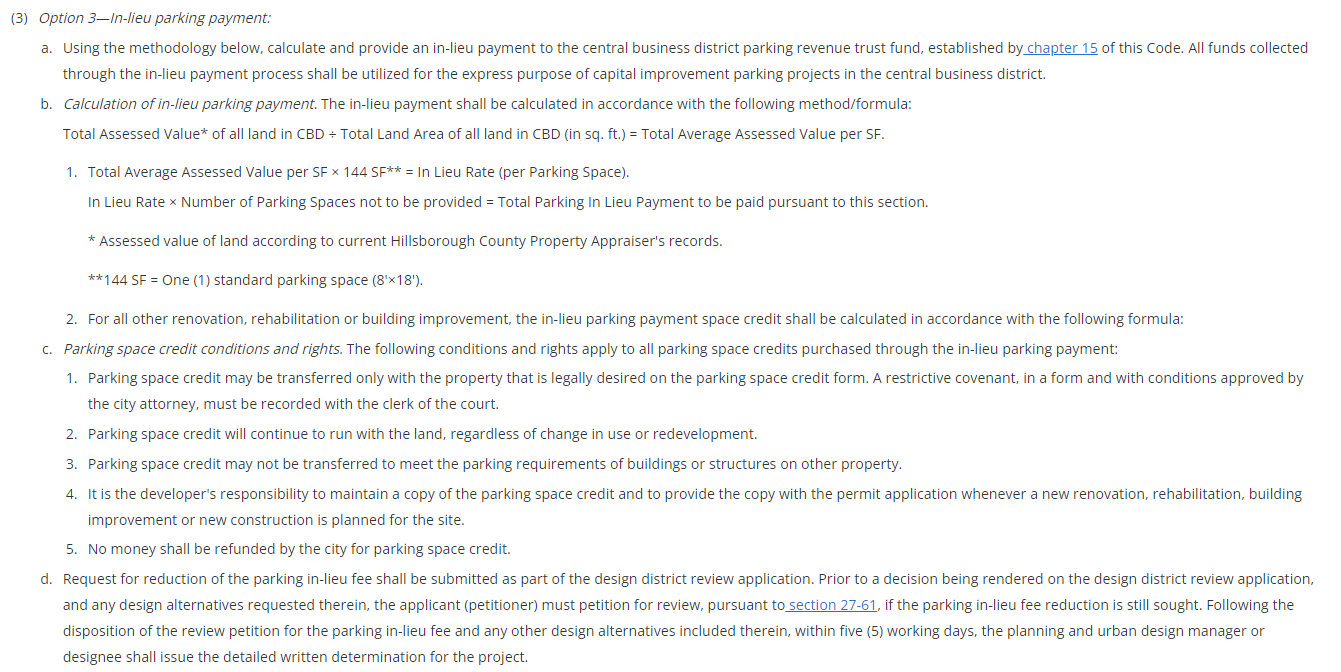 (3) Option 3—In-lieu parking payment:
a. Using the methodology below, calculate and provide an in-lieu payment to the central business district parking revenue trust fund, established by chapter 15 of this Code. All funds collected
through the in-lieu payment process shall be utilized for the express purpose of capital improvement parking projects in the central business district.
b. Calculation of in-lieu parking payment. The in-lieu payment shall be calculated in accordance with the following method/formula:
Total Assessed Value* of all land in CBD ÷ Total Land Area of all land in CBD (in sq. ft.) = Total Average Assessed Value per SF.
1. Total Average Assessed Value per SF × 144 SF** = In Lieu Rate (per Parking Space).
In Lieu Rate × Number of Parking Spaces not to be provided = Total Parking In Lieu Payment to be paid pursuant to this section.
* Assessed value of land according to current Hillsborough County Property Appraiser's records.
**144 SF = One (1) standard parking space (8'×18').
2. For all other renovation, rehabilitation or building improvement, the in-lieu parking payment space credit shall be calculated in accordance with the following formula:
c. Parking space credit conditions and rights. The following conditions and rights apply to all parking space credits purchased through the in-lieu parking payment:
1. Parking space credit may be transferred only with the property that is legally desired on the parking space credit form. A restrictive covenant, in a form and with conditions approved by
the city attorney, must be recorded with the clerk of the court.
2. Parking space credit will continue to run with the land, regardless of change in use or redevelopment.
3. Parking space credit may not be transferred to meet the parking requirements of buildings or structures on other property.
4. It is the developer's responsibility to maintain a copy of the parking space credit and to provide the copy with the permit application whenever a new renovation, rehabilitation, building
improvement or new construction is planned for the site.
5. No money shall be refunded by the city for parking space credit.
d. Request for reduction of the parking in-lieu fee shall be submitted as part of the design district review application. Prior to a decision being rendered on the design district review application,
and any design alternatives requested therein, the applicant (petitioner) must petition for review, pursuant to section 27-61, if the parking in-lieu fee reduction is still sought. Following the
disposition of the review petition for the parking in-lieu fee and any other design alternatives included therein, within five (5) working days, the planning and urban design manager or
designee shall issue the detailed written determination for the project.